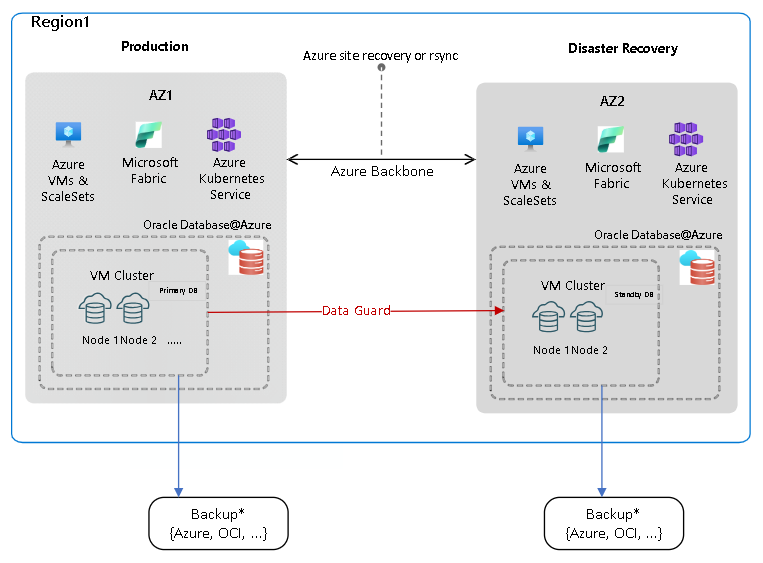 Region1
Production
Disaster Recovery
Azure site recovery or rsync
AZ1
Azure
VMs &
ScaleSets
Microsoft
Fabric
Azure
Kubernetes
Service
Azure Backbone
AZ2
Azure
VMs &
ScaleSets
Microsoft
Fabric
Azure
Kubernetes
Service
Oracle Database@Azure
VM Cluster
Primary DB
Node 1 Node 2 .....
Data Guard
Oracle Database@Azure
VM Cluster
Standby DB
Node 1 Node 2
Backup*
{Azure, OCI, ...}
Backup*
{Azure, OCI, ...}